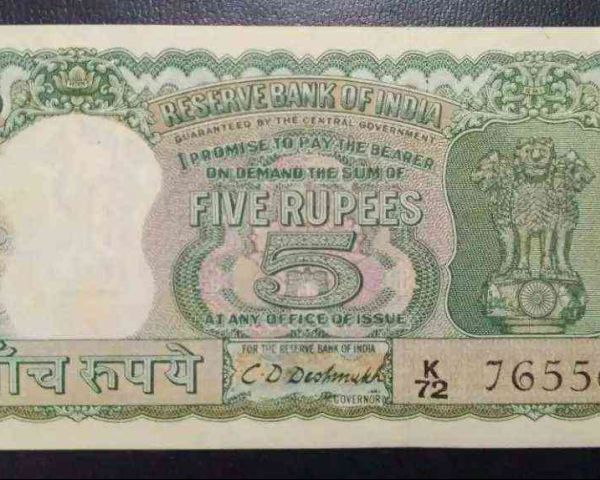 RESERVE BANK OF INDIA
GUARANTEED BY THE CENTRAL GOVERNMENT
I PROMISE TO PAY THE BEARER
ON DEMAND THE SUM OF
FIVE RUPEES
5
AT ANY OFFICE OF ISSUE
FOR THE RESERVE BANK OF INDIA
C D Deshmukh
GOVERNOR
रुपये
K
72
7655